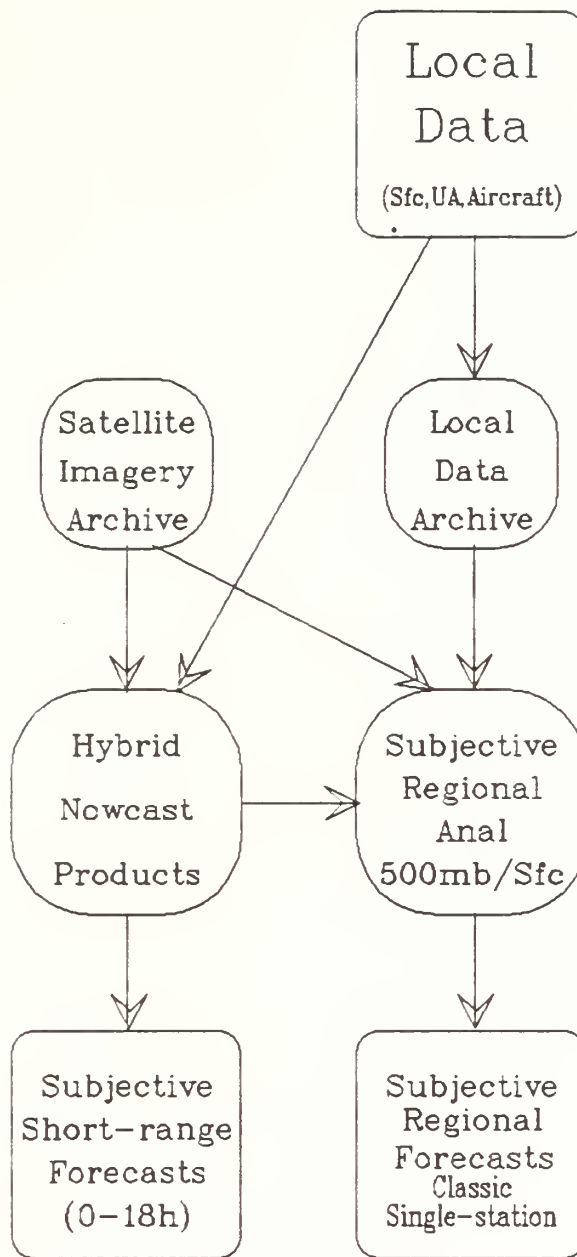 Local
Data
(Sfc,UA,Aircraft)
Satellite
Imagery
Archive
Local
Data
Archive
Hybrid
Nowcast
Products
Subjective
Regional
Anal
500mb/Sfc
Subjective
Short-range
Forecasts
(0-18h)
Subjective
Regional
Forecasts
Classic
Single-station